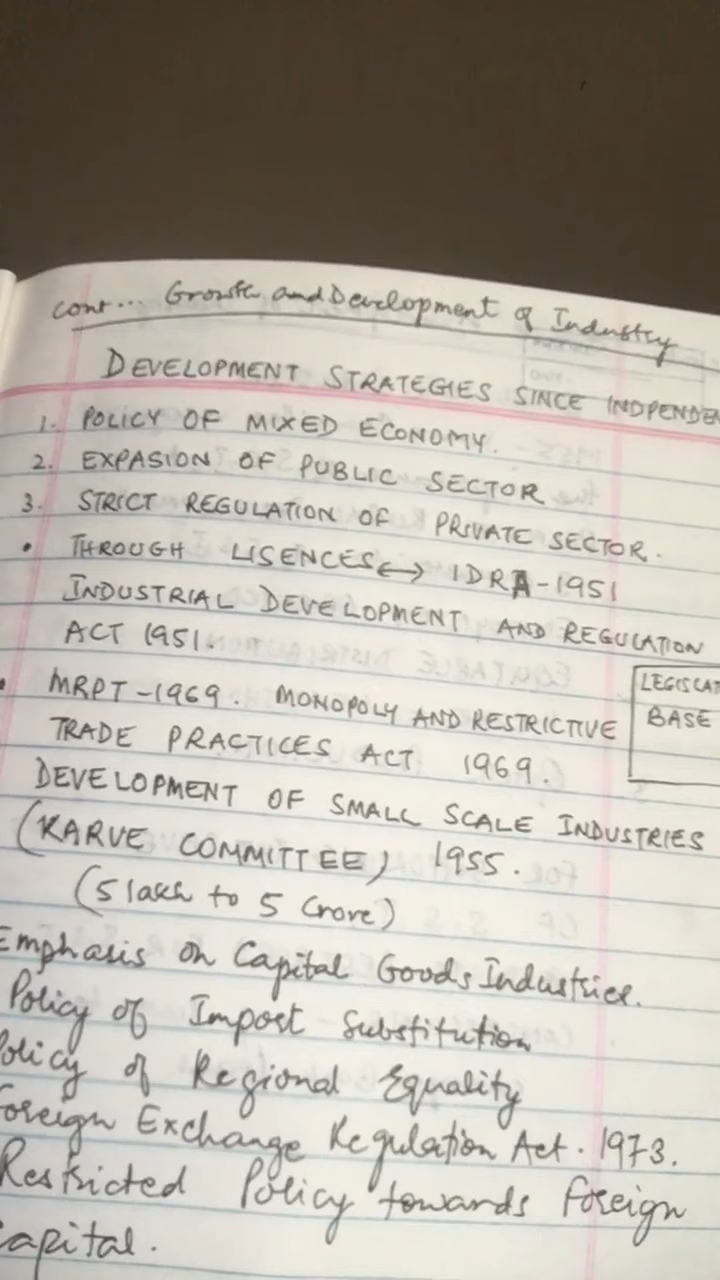 cont... Growth and Development of Industry
DEVELOPMENT STRATEGIES SINCE INDPENDEN
1. POLICY OF MIXED ECONOMY.
2. EXPASION OF PUBLIC SECTOR
3. STRICT REGULATION OF PRIVATE SECTOR.
• THROUGH LISENCES ↔ IDRA-1951
INDUSTRIAL DEVELOPMENT AND REGULATION
ACT 1951.
• MRPT-1969. MONOPOLY AND RESTRICTIVE
TRADE PRACTICES ACT 1969.
LEGISLAT
BASE
DEVELOPMENT OF SMALL SCALE INDUSTRIES
(KARVE COMMITTEE) 1955.
(5 lakh to 5 Crore)
Emphasis on Capital Goods Industries.
Policy of Import Substitution
Policy of Regional Equality
Foreign Exchange Regulation Act. 1973.
Restricted Policy towards foreign
apital.